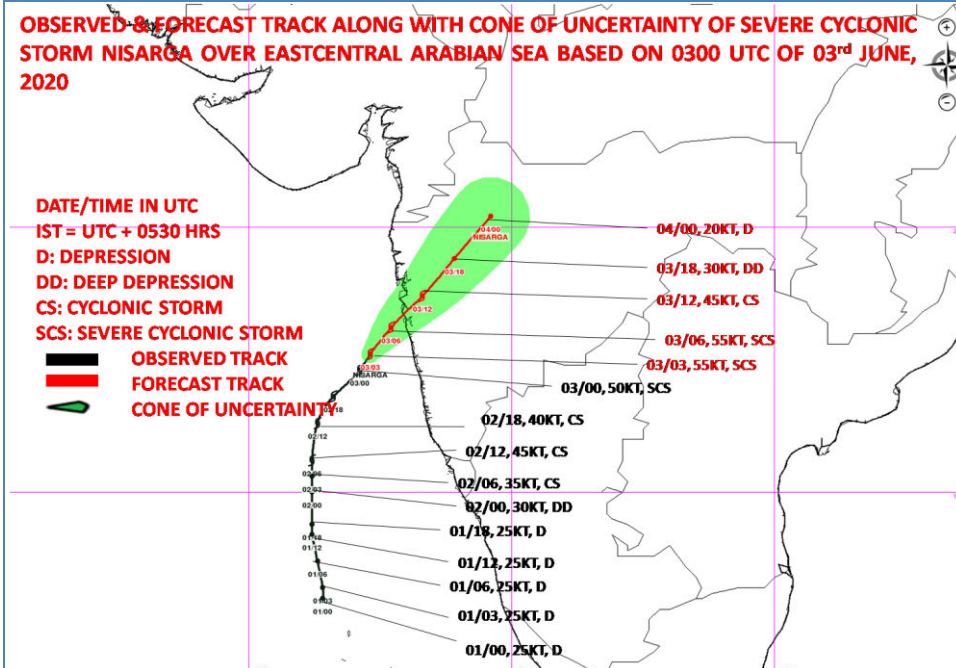 OBSERVED & FORECAST TRACK ALONG WITH CONE OF UNCERTAINTY OF SEVERE CYCLONIC
STORM NISARGA OVER EASTCENTRAL ARABIAN SEA BASED ON 0300 UTC OF 03rd JUNE,
2020
DATE/TIME IN UTC
IST = UTC + 0530 HRS
D: DEPRESSION
DD: DEEP DEPRESSION
CS: CYCLONIC STORM
SCS: SEVERE CYCLONIC STORM
OBSERVED TRACK
FORECAST TRACK
CONE OF UNCERTAINTY
04/00
NISARGA
03/18
03/12
03/06
03/03
NISARGA
03/00
02/18
02/12
02/06
02/03
02/00
01/18
01/12
01/06
01/03
01/00
04/00, 20KT, D
03/18, 30KT, DD
03/12, 45KT, CS
03/06, 55KT, SCS
03/03, 55KT, SCS
03/00, 50KT, SCS
02/18, 40KT, CS
02/12, 45KT, CS
02/06, 35KT, CS
02/00, 30KT, DD
01/18, 25KT, D
01/12, 25KT, D
01/06, 25KT, D
01/03, 25KT, D
01/00, 25KT, D